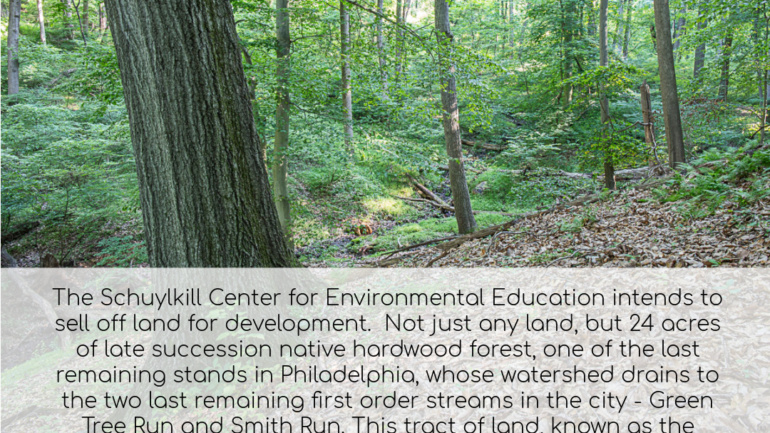 The Schuylkill Center for Environmental Education intends to
sell off land for development.  Not just any land, but 24 acres
of late succession native hardwood forest, one of the last
remaining stands in Philadelphia, whose watershed drains to
the two last remaining first order streams in the city - Green
Tree Run and Smith Run. This tract of land, known as the